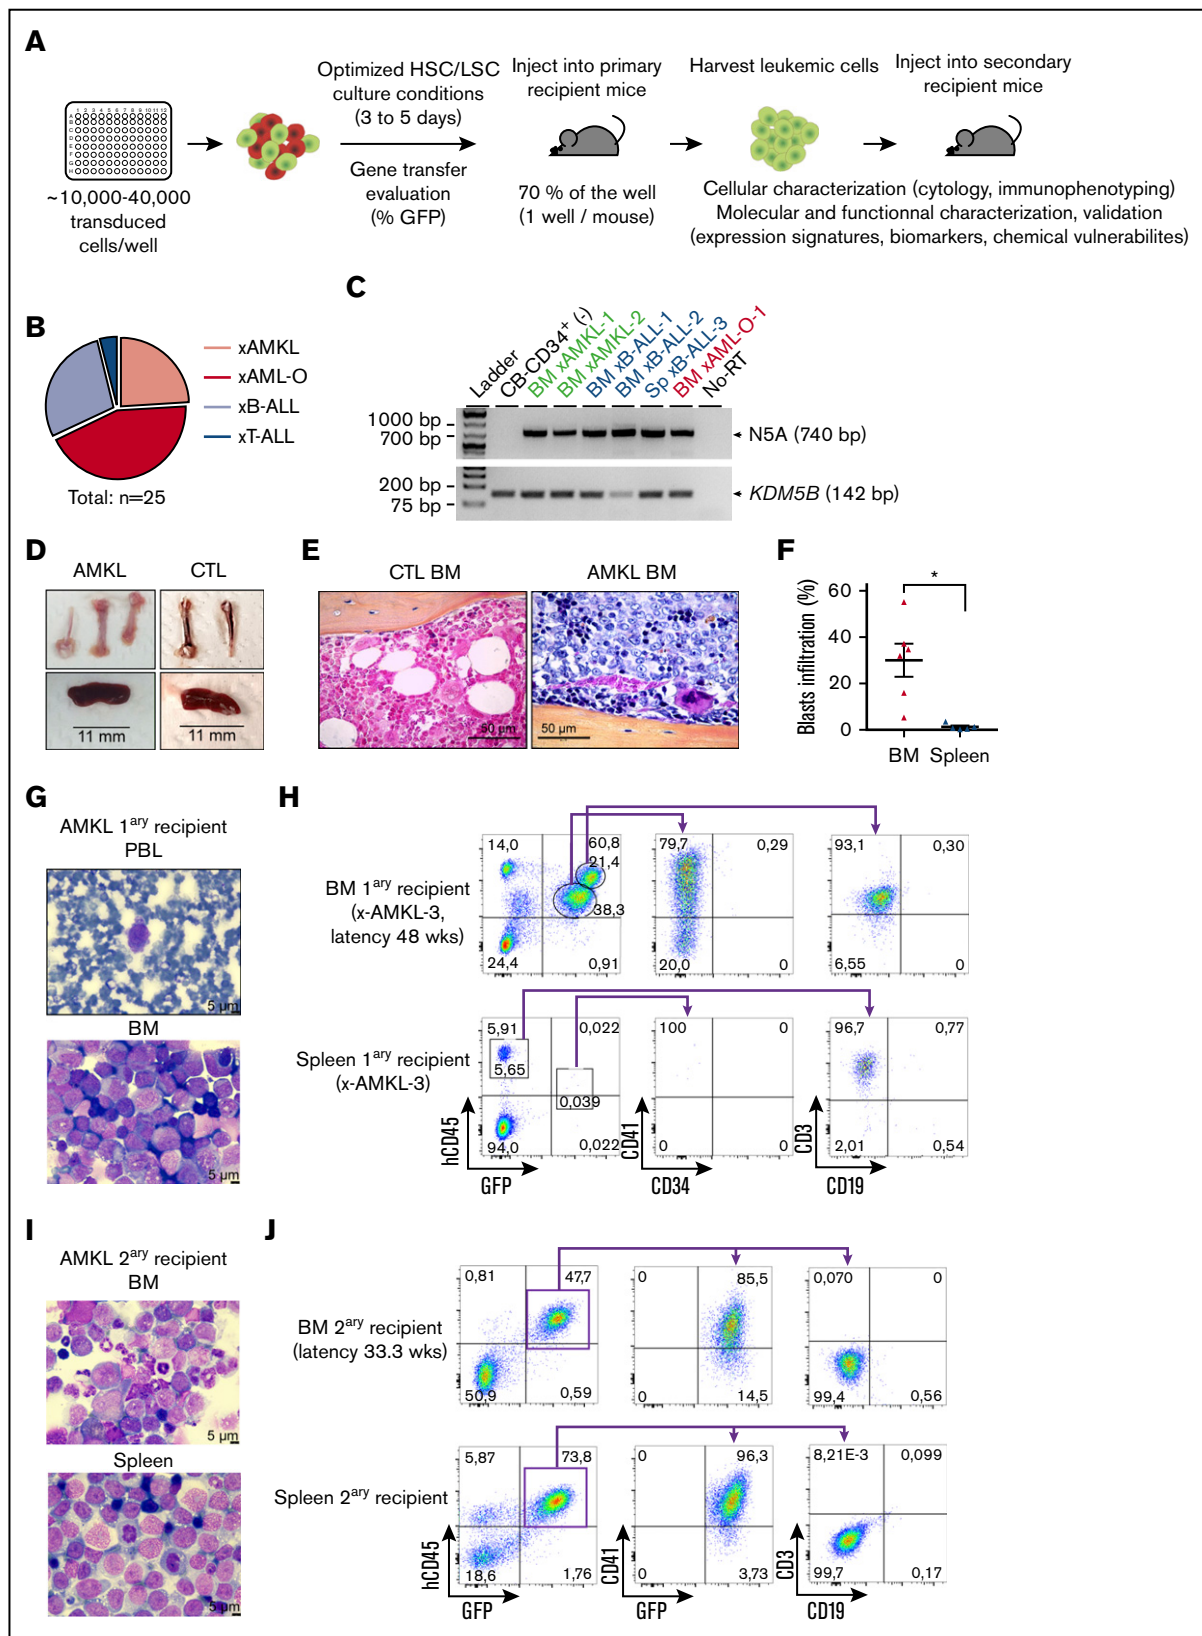 A
Optimized HSC/LSC
culture conditions
(3 to 5 days)
Inject into primary
recipient mice
Harvest leukemic cells
Inject into secondary
recipient mice
~10,000-40,000
transduced
cells/well
Gene transfer
evaluation
(% GFP)
70 % of the well
(1 well / mouse)
Cellular characterization (cytology, immunophenotyping)
Molecular and functionnal characterization, validation
(expression signatures, biomarkers, chemical vulnerabilites)
B
xAMKL
xAML-O
xB-ALL
xT-ALL
Total: n=25
C
Ladder
CB-CD34+ (-)
BM xAMKL-1
BM xAMKL-2
BM xB-ALL-1
BM xB-ALL-2
Sp xB-ALL-3
BM xAML-O-1
No-RT
1000 bp
700 bp
N5A (740 bp)
200 bp
75 bp
KDM5B (142 bp)
D
AMKL
CTL
11 mm
11 mm
E
CTL BM
AMKL BM
50 µm
50 µm
F
Blasts infiltration (%)
60
40
20
0
*
BM
Spleen
G
AMKL 1ary recipient
PBL
5 µm
BM
5 µm
H
BM 1ary recipient
(x-AMKL-3,
latency 48 wks)
14,0
60,8
21,4
38,3
24,4
0,91
79,7
0,29
20,0
0
93,1
0,30
6,55
0
Spleen 1ary recipient
(x-AMKL-3)
5,91
0,022
5,65
0,039
94,0
0,022
100
0
0
0
96,7
0,77
2,01
0,54
hCD45
GFP
CD41
CD34
CD3
CD19
I
AMKL 2ary recipient
BM
5 µm
Spleen
5 µm
J
BM 2ary recipient
(latency 33.3 wks)
0,81
47,7
50,9
0,59
0
85,5
0
14,5
0,070
0
99,4
0,56
Spleen 2ary recipient
5,87
73,8
18,6
1,76
0
96,3
0
3,73
8,21E-3
0,099
99,7
0,17
hCD45
GFP
CD41
GFP
CD3
CD19